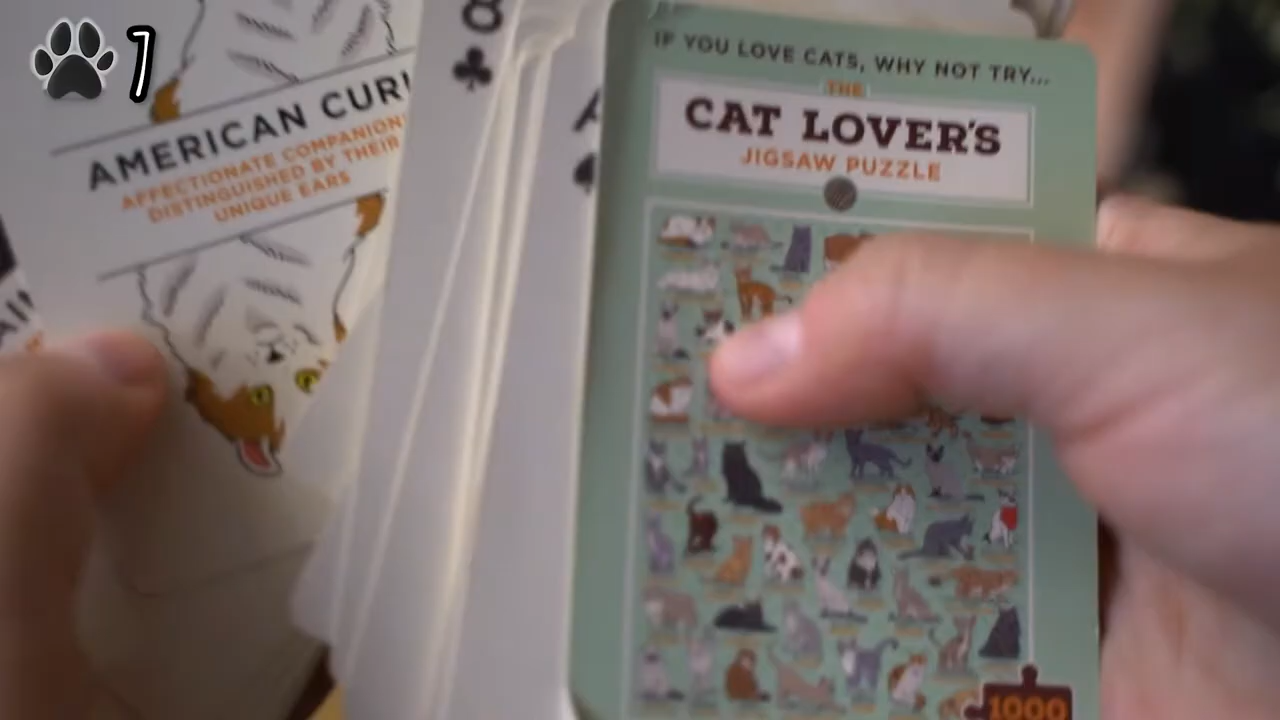 1
AMERICAN CURL
AFFECTIONATE COMPANIONS
DISTINGUISHED BY THEIR
UNIQUE EARS
8
A
IF YOU LOVE CATS, WHY NOT TRY...
THE
CAT LOVER'S
JIGSAW PUZZLE
1000